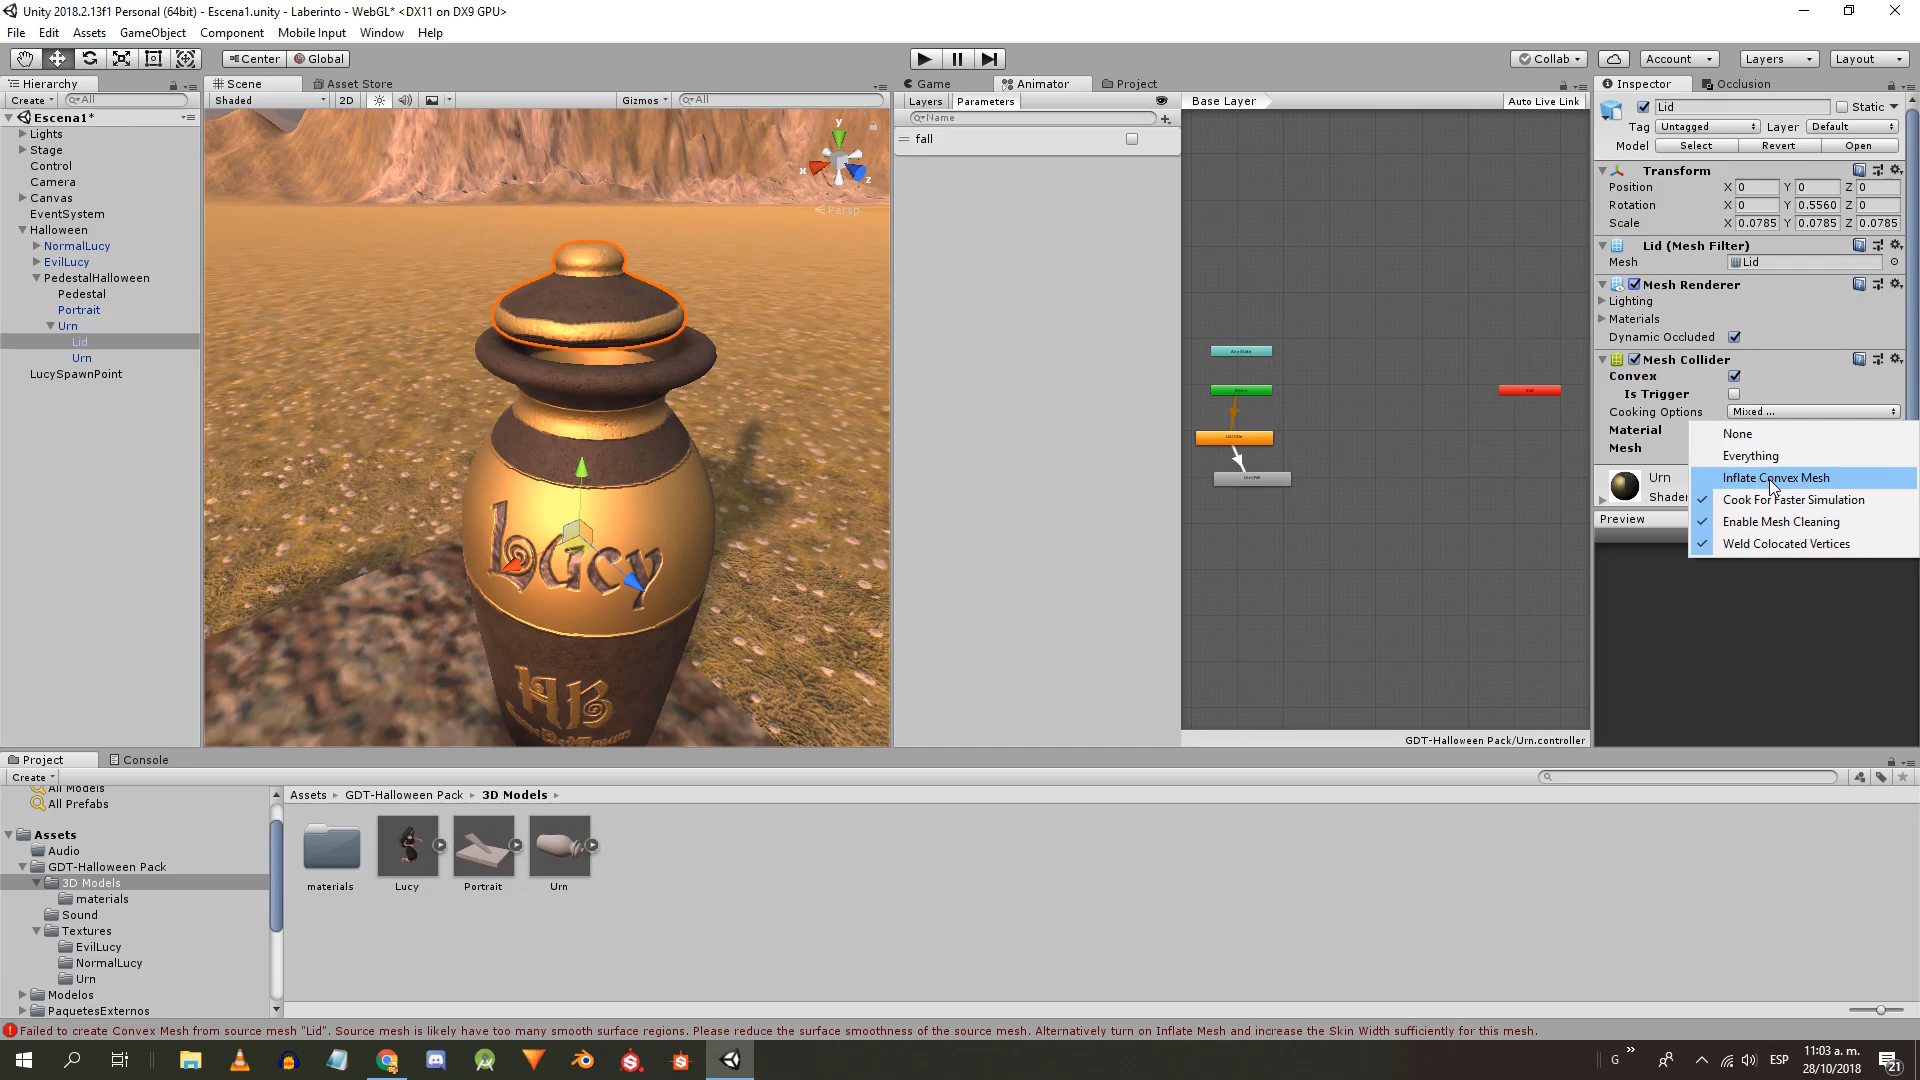 Unity 2018.2.13f1 Personal (64bit) - Escena1.unity - Laberinto - WebGL* <DX11 on DX9 GPU>
File Edit Assets GameObject Component Mobile Input Window Help
Center Global Collab Account Layers Layout
Hierarchy
Create All
Escena1*
Lights
Stage
Control
Camera
Canvas
EventSystem
Halloween
NormalLucy
EvilLucy
PedestalHalloween
Pedestal
Portrait
Urn
Lid
Urn
LucySpawnPoint
Scene Asset Store
Shaded 2D Gizmos All
y
x
z
Persp
Lucy
HB
Game Animator Project
Layers Parameters Base Layer Auto Live Link
Name
fall
GDT-Halloween Pack/Urn.controller
Inspector Occlusion
Lid Static
Tag Untagged Layer Default
Model Select Revert Open
Transform
Position X 0 Y 0 Z 0
Rotation X 0 Y 0.5560 Z 0
Scale X 0.0785 Y 0.0785 Z 0.0785
Lid (Mesh Filter)
Mesh Lid
Mesh Renderer
Lighting
Materials
Dynamic Occluded
Mesh Collider
Convex
Is Trigger
Cooking Options Mixed ...
Material
Mesh
None
Everything
Inflate Convex Mesh
Cook For Faster Simulation
Enable Mesh Cleaning
Weld Colocated Vertices
Urn
Shader
Preview
Project Console
Create
All Models
All Prefabs
Assets
Audio
GDT-Halloween Pack
3D Models
materials
Sound
Textures
EvilLucy
NormalLucy
Urn
Modelos
PaquetesExternos
Assets GDT-Halloween Pack 3D Models
materials Lucy Portrait Urn
Failed to create Convex Mesh from source mesh "Lid". Source mesh is likely have too many smooth surface regions. Please reduce the surface smoothness of the source mesh. Alternatively turn on Inflate Mesh and increase the Skin Width sufficiently for this mesh.
G ESP 11:03 a. m.
28/10/2018 21